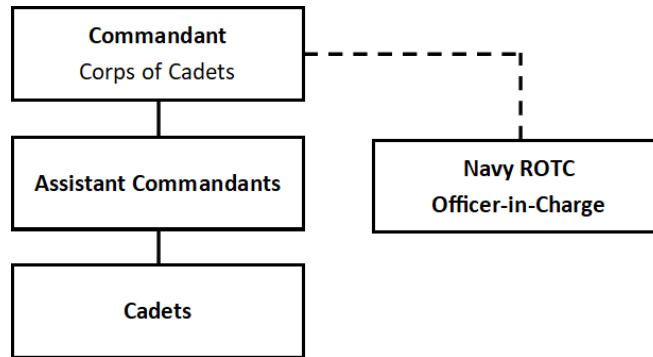 Commandant
Corps of Cadets
Assistant Commandants
Navy ROTC
Officer-in-Charge
Cadets